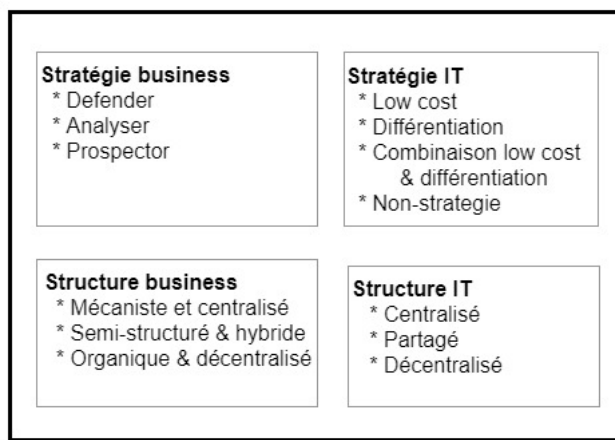 Stratégie business
* Defender
* Analyser
* Prospector
Stratégie IT
* Low cost
* Différentiation
* Combinaison low cost
& différentiation
* Non-strategie
Structure business
* Mécaniste et centralisé
* Semi-structuré & hybride
* Organique & décentralisé
Structure IT
* Centralisé
* Partagé
* Décentralisé